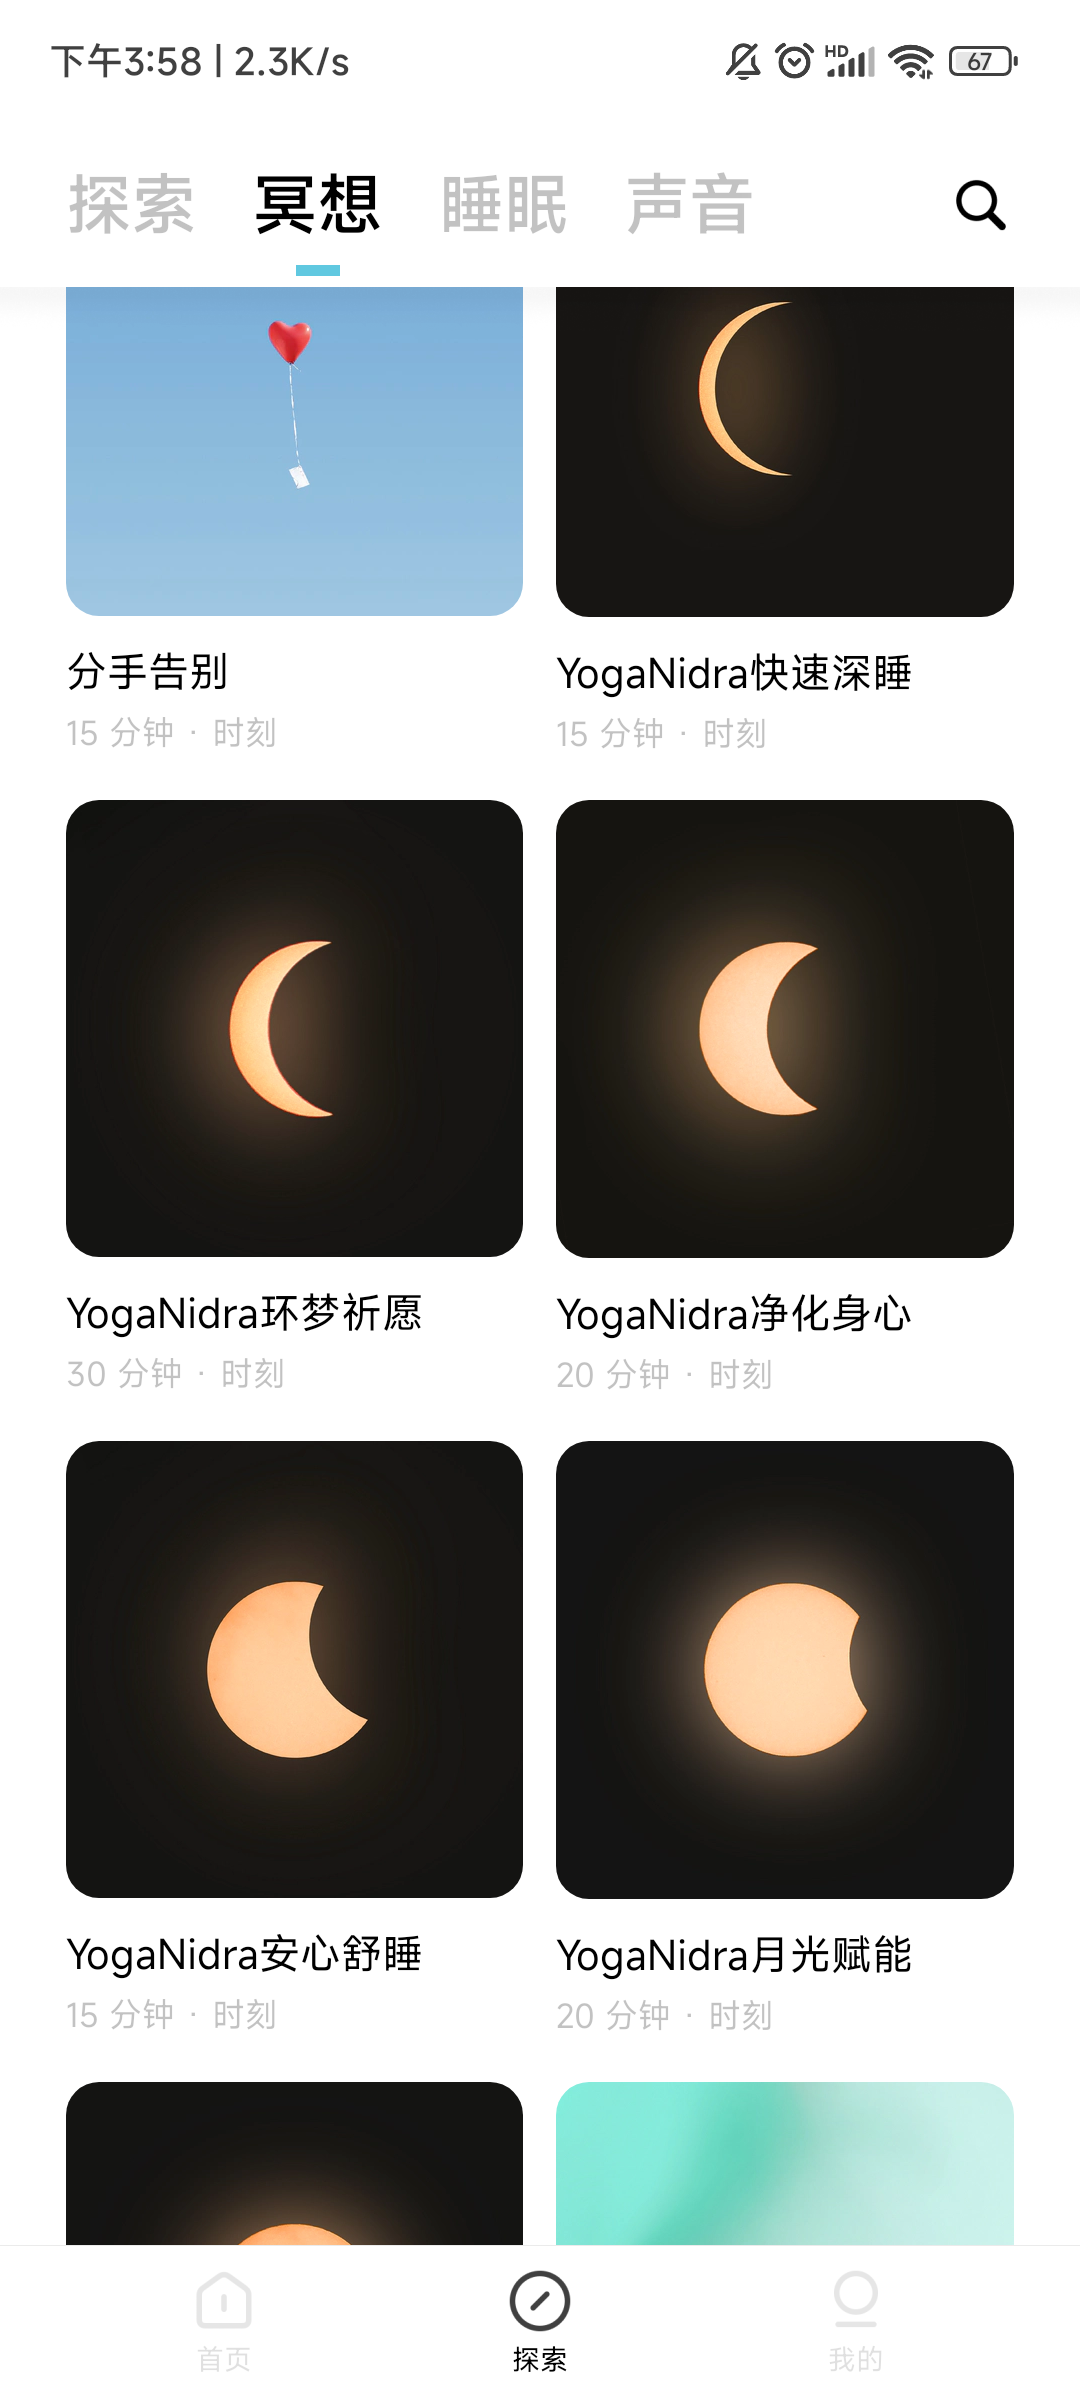 下午3:58 | 2.3K/s
HD
67
探索 冥想 睡眠 声音
分手告别
15 分钟 · 时刻
YogaNidra快速深睡
15 分钟 · 时刻
YogaNidra环梦祈愿
30 分钟 · 时刻
YogaNidra净化身心
20 分钟 · 时刻
YogaNidra安心舒睡
15 分钟 · 时刻
YogaNidra月光赋能
20 分钟 · 时刻
首页
探索
我的